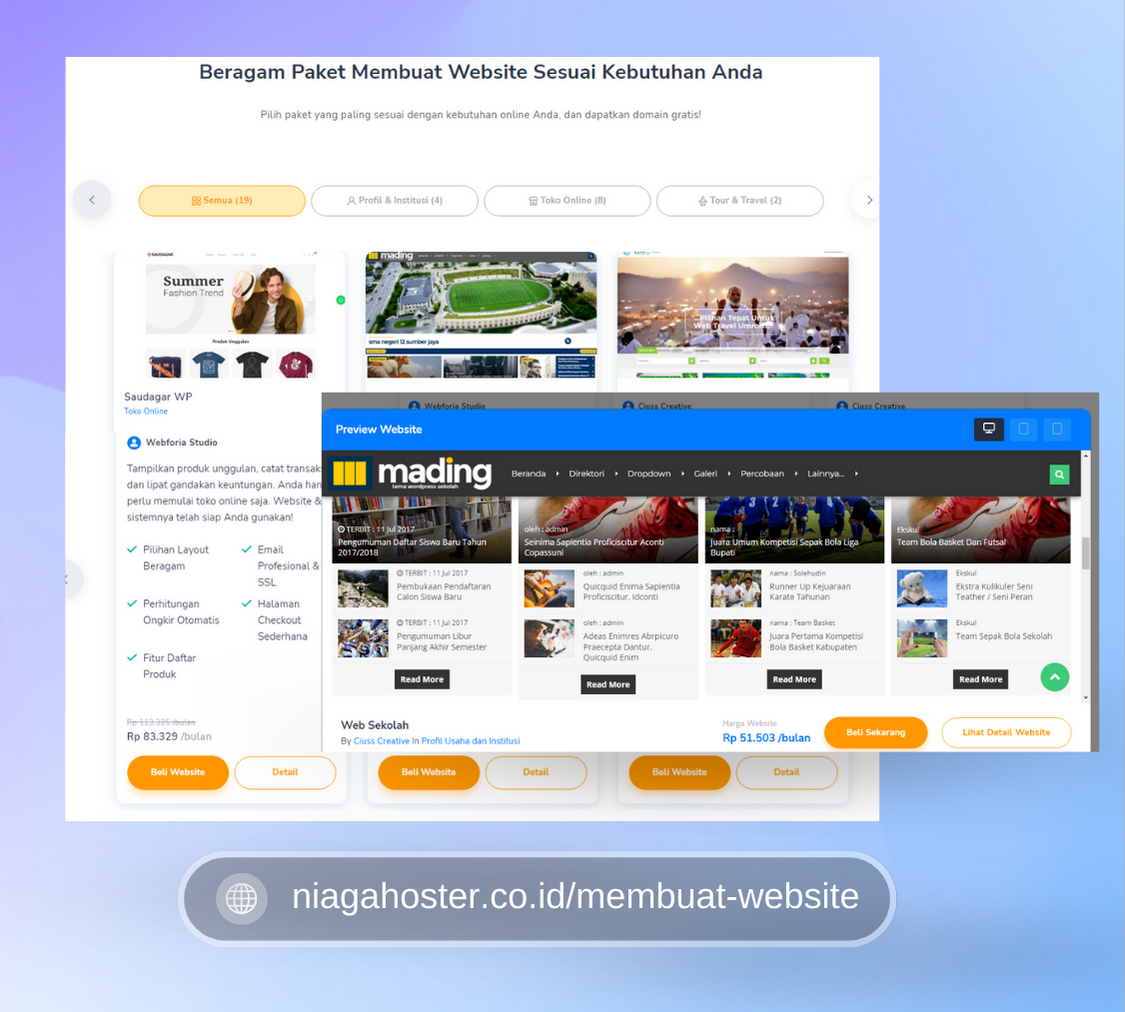 Beragam Paket Membuat Website Sesuai Kebutuhan Anda
Pilih paket yang paling sesuai dengan kebutuhan online Anda, dan dapatkan domain gratis!
Semua (19)
Profil & Institusi (4)
Toko Online (8)
Tour & Travel (2)
SAUDAGAR
Summer
Fashion Trend
Produk Unggulan
mading
sma negeri 12 sumber jaya
Pilihan Tepat Untuk
Web Travel Umroh
Saudagar WP
Toko Online
Webforia Studio
Tampilkan produk unggulan, catat transak
dan lipat gandakan keuntungan. Anda han
perlu memulai toko online saja. Website &
sistemnya telah siap Anda gunakan!
Pilihan Layout
Beragam
Email
Profesional &
SSL
Perhitungan
Ongkir Otomatis
Halaman
Checkout
Sederhana
Fitur Daftar
Produk
Rp 113.325 /bulan
Rp 83.329 /bulan
Beli Website
Detail
Beli Website
Detail
Beli Website
Detail
Webforia Studio
Ciuss Creative
Ciuss Creative
Preview Website
mading
tema wordpress sekolah
Beranda
Direktori
Dropdown
Galeri
Percobaan
Lainnya...
TERBIT : 11 Jul 2017
Pengumuman Daftar Siswa Baru Tahun
2017/2018
TERBIT : 11 Jul 2017
Pembukaan Pendaftaran
Calon Siswa Baru
TERBIT : 11 Jul 2017
Pengumuman Libur
Panjang Akhir Semester
Read More
oleh : admin
Seinima Sapientia Proficiscitur Aconti
Copassuni
oleh : admin
Quicquid Enima Sapientia
Proficiscitur, Idconti
oleh : admin
Adeas Enimres Abrpicuro
Praecepta Dantur,
Quicquid Enim
Read More
nama :
Juara Umum Kompetisi Sepak Bola Liga
Bupati
nama : Solehudin
Runner Up Kejuaraan
Karate Tahunan
nama : Team Basket
Juara Pertama Kompetisi
Bola Basket Kabupaten
Read More
Ekskul
Team Bola Basket Dan Futsal
Ekskul
Ekstra Kulikuler Seni
Teather / Seni Peran
Ekskul
Team Sepak Bola Sekolah
Read More
Web Sekolah
By Ciuss Creative In Profil Usaha dan Institusi
Harga Website
Rp 51.503 /bulan
Beli Sekarang
Lihat Detail Website
niagahoster.co.id/membuat-website